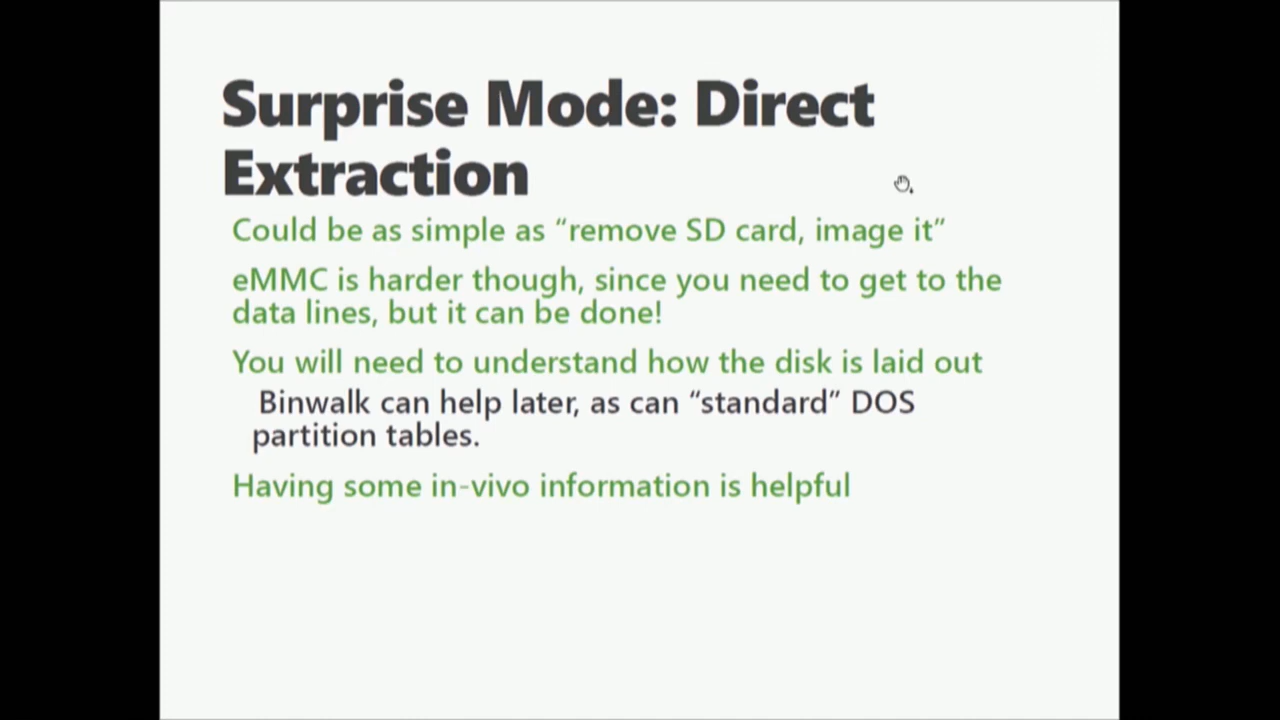 Surprise Mode: Direct
Extraction
Could be as simple as “remove SD card, image it”
eMMC is harder though, since you need to get to the
data lines, but it can be done!
You will need to understand how the disk is laid out
Binwalk can help later, as can “standard” DOS
partition tables.
Having some in-vivo information is helpful